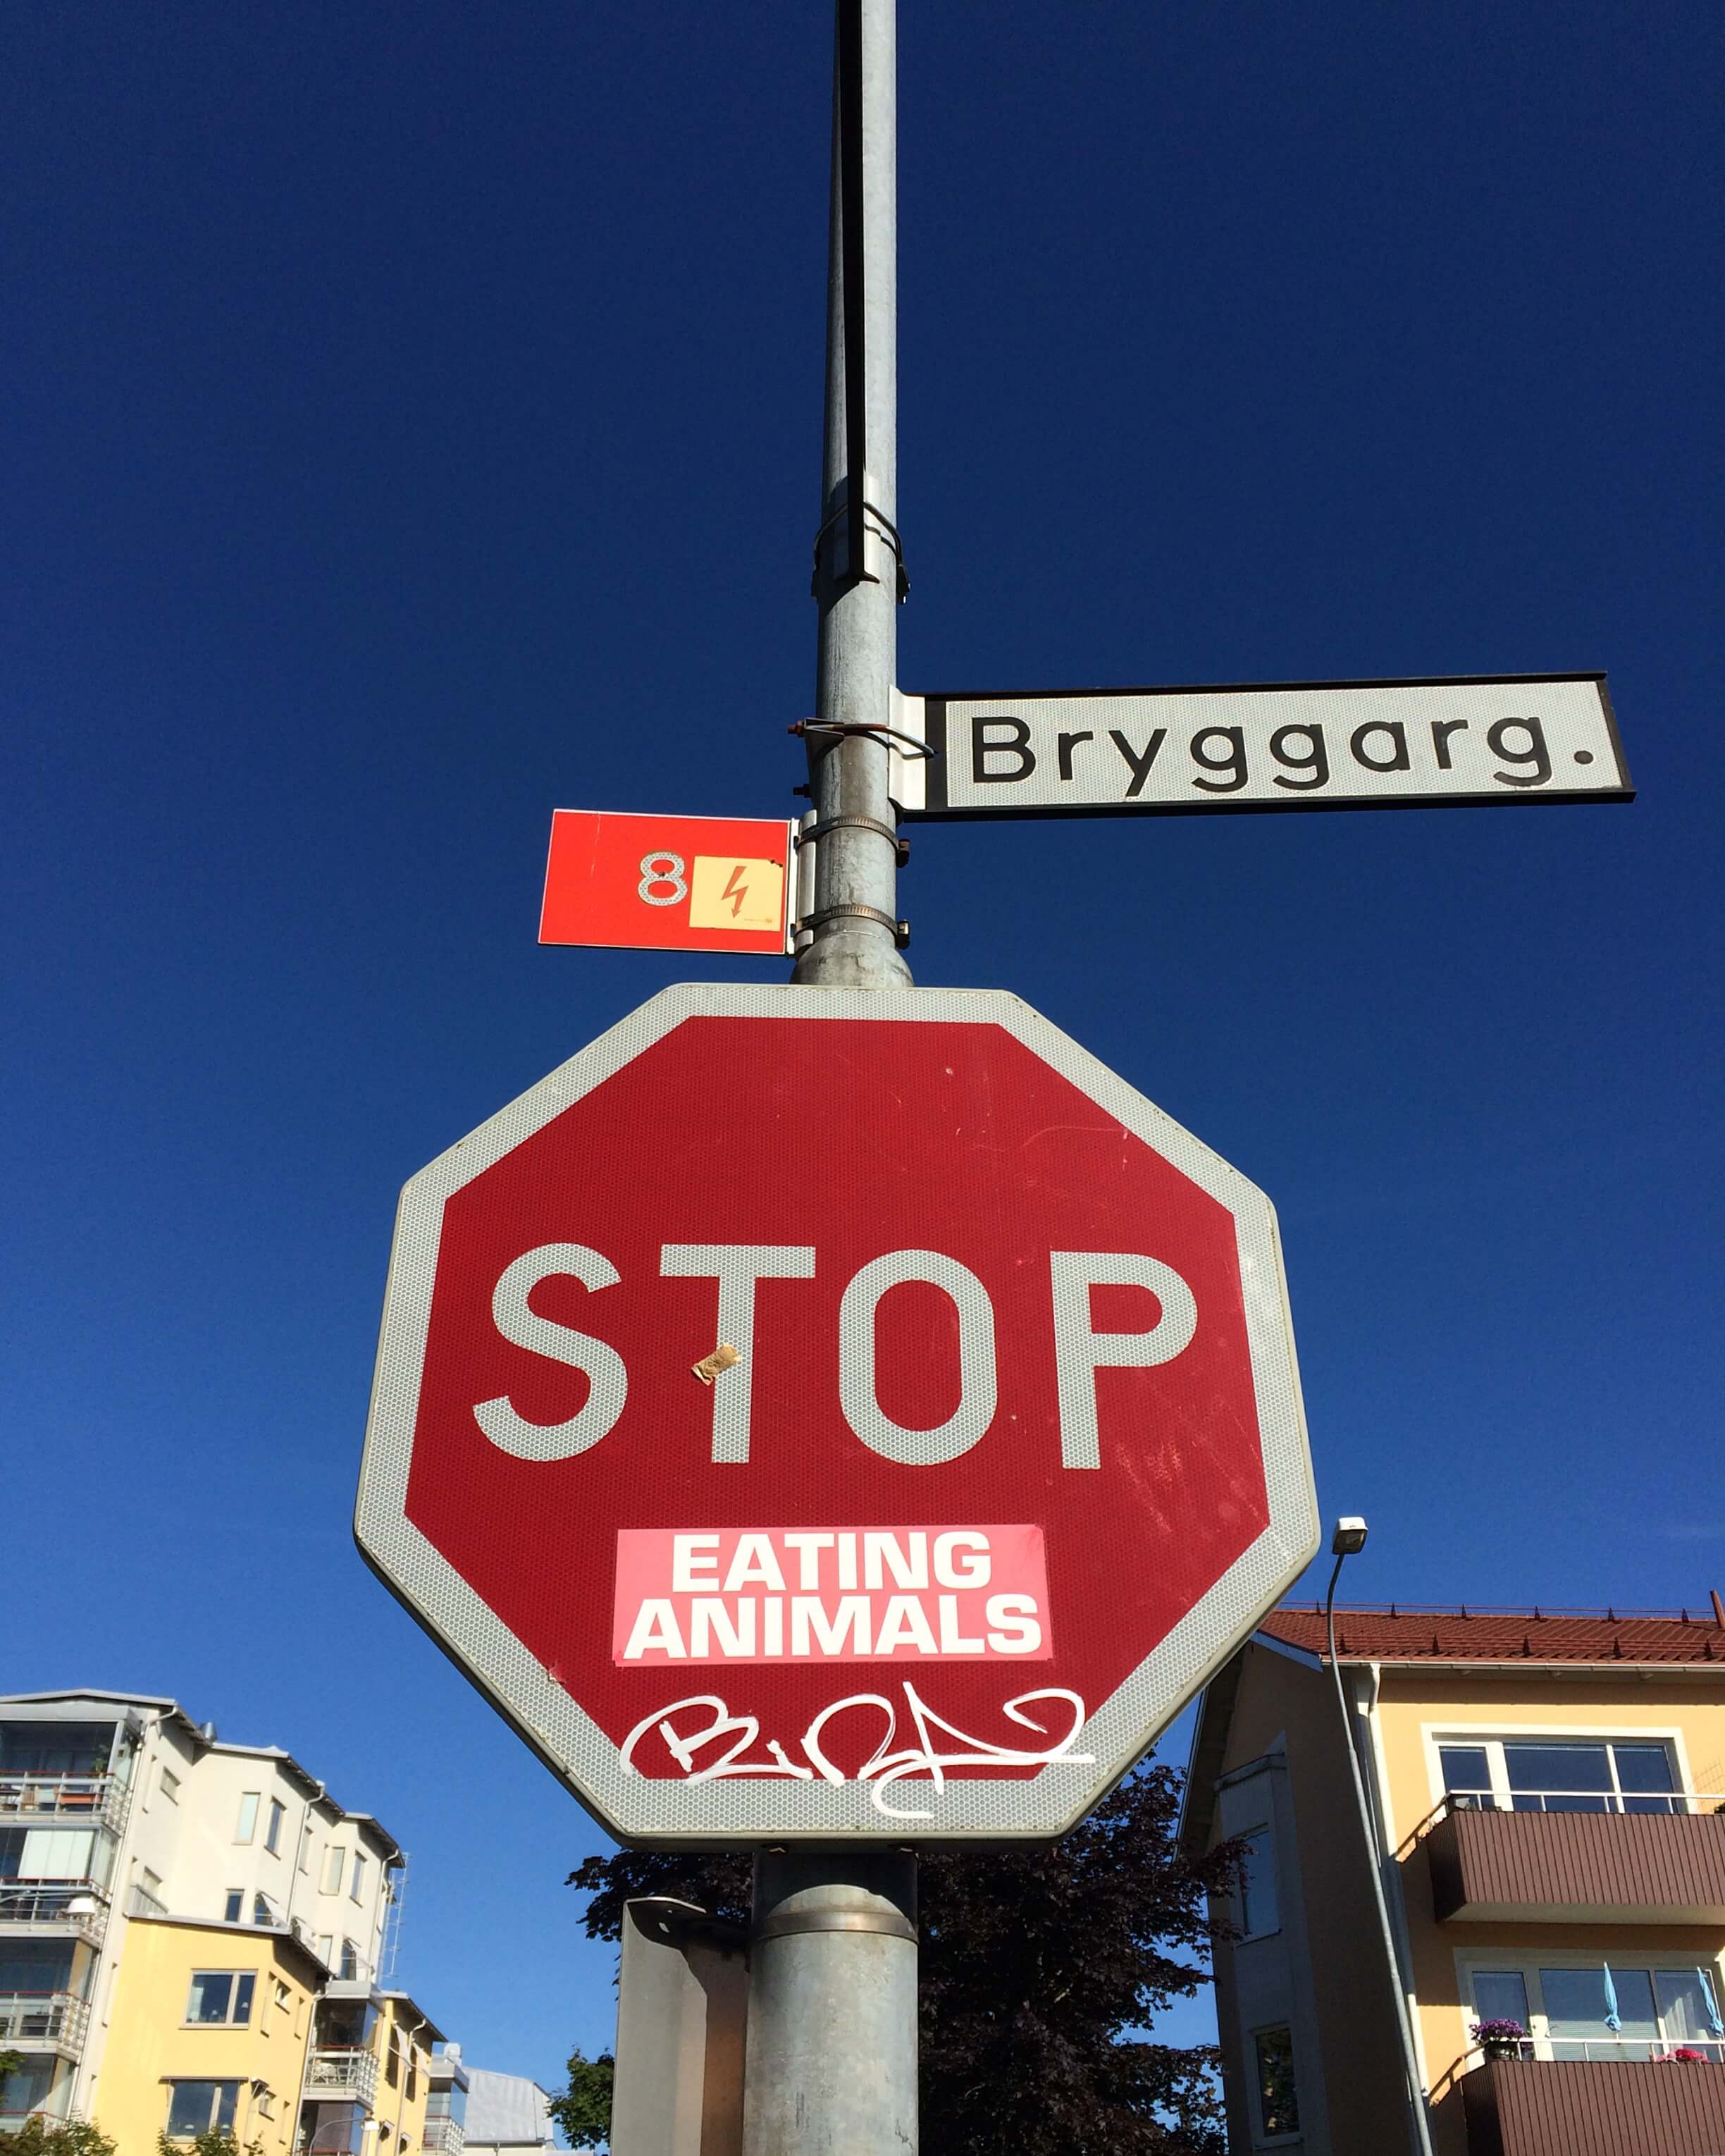 Bryggarg.
8
STOP
EATING
ANIMALS